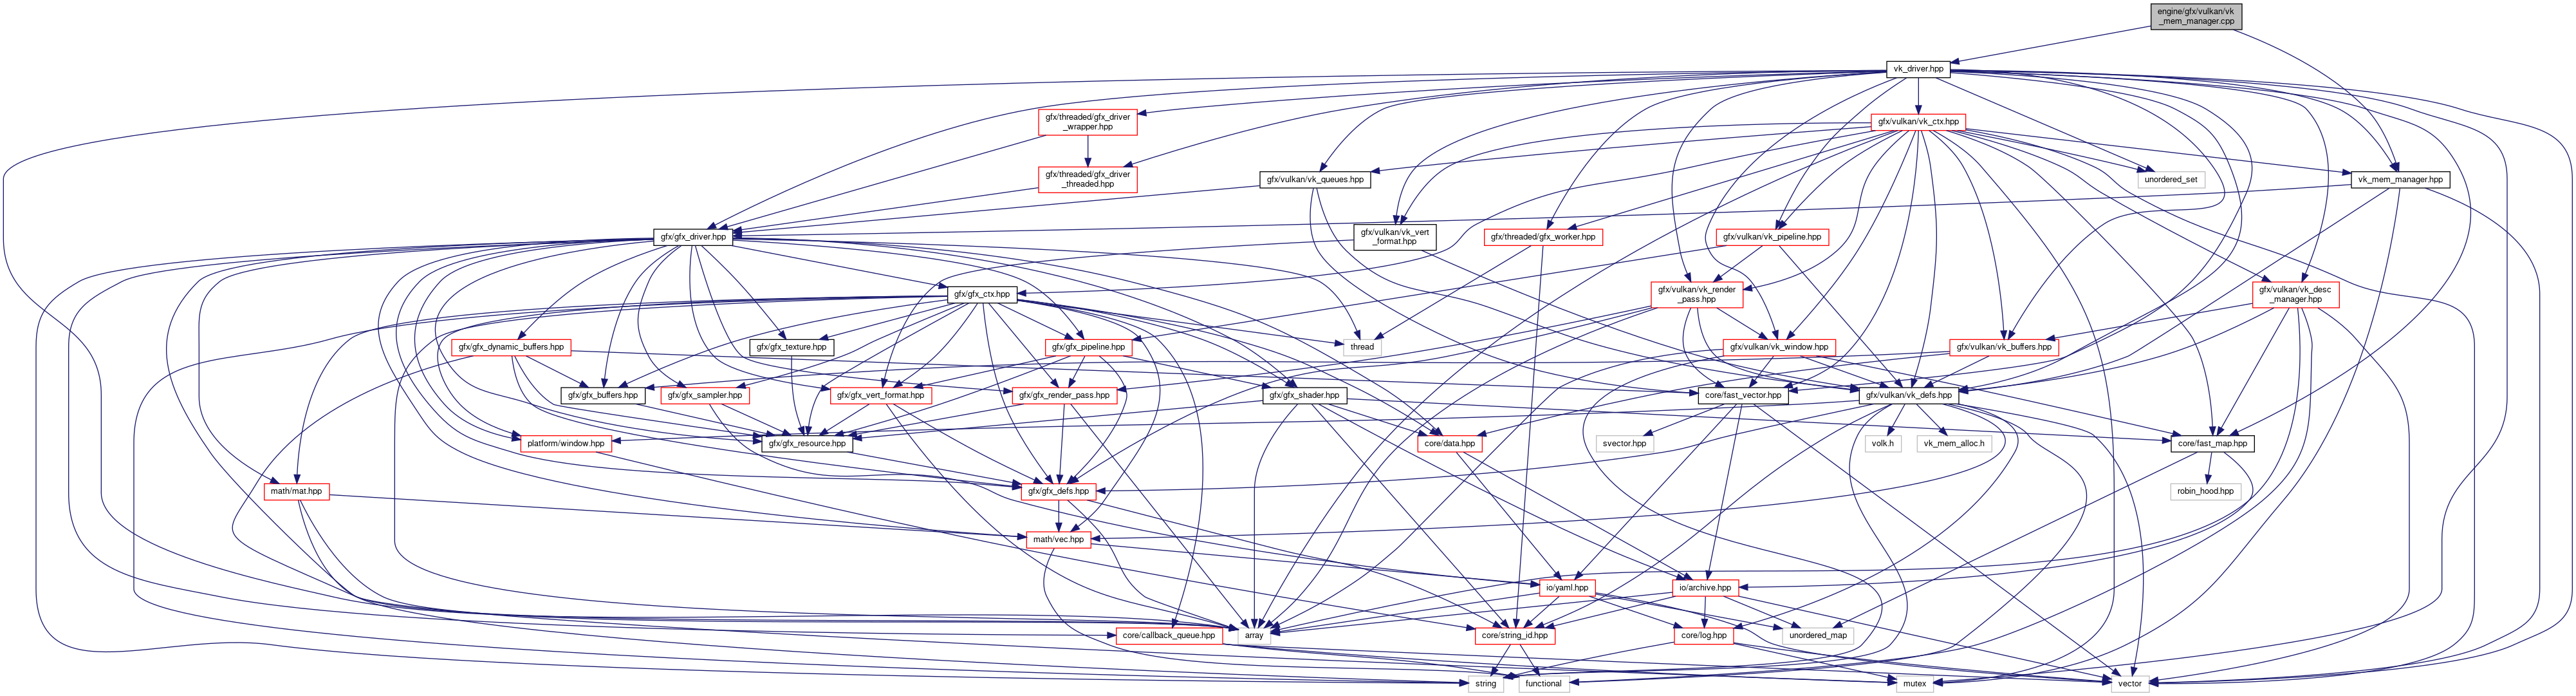 engine/gfx/vulkan/vk
_mem_manager.cpp
vk_driver.hpp
gfx/threaded/gfx_driver
_wrapper.hpp
gfx/vulkan/vk_ctx.hpp
gfx/threaded/gfx_driver
_threaded.hpp
gfx/vulkan/vk_queues.hpp
unordered_set
vk_mem_manager.hpp
gfx/gfx_driver.hpp
gfx/vulkan/vk_vert
_format.hpp
gfx/threaded/gfx_worker.hpp
gfx/vulkan/vk_pipeline.hpp
gfx/gfx_ctx.hpp
gfx/vulkan/vk_render
_pass.hpp
gfx/vulkan/vk_desc
_manager.hpp
gfx/gfx_dynamic_buffers.hpp
gfx/gfx_texture.hpp
gfx/gfx_pipeline.hpp
thread
gfx/vulkan/vk_window.hpp
gfx/vulkan/vk_buffers.hpp
gfx/gfx_buffers.hpp
gfx/gfx_sampler.hpp
gfx/gfx_vert_format.hpp
gfx/gfx_render_pass.hpp
gfx/gfx_shader.hpp
core/fast_vector.hpp
gfx/vulkan/vk_defs.hpp
platform/window.hpp
gfx/gfx_resource.hpp
core/data.hpp
svector.hpp
volk.h
vk_mem_alloc.h
core/fast_map.hpp
math/mat.hpp
gfx/gfx_defs.hpp
robin_hood.hpp
math/vec.hpp
io/yaml.hpp
io/archive.hpp
core/callback_queue.hpp
array
core/string_id.hpp
core/log.hpp
unordered_map
string
functional
mutex
vector